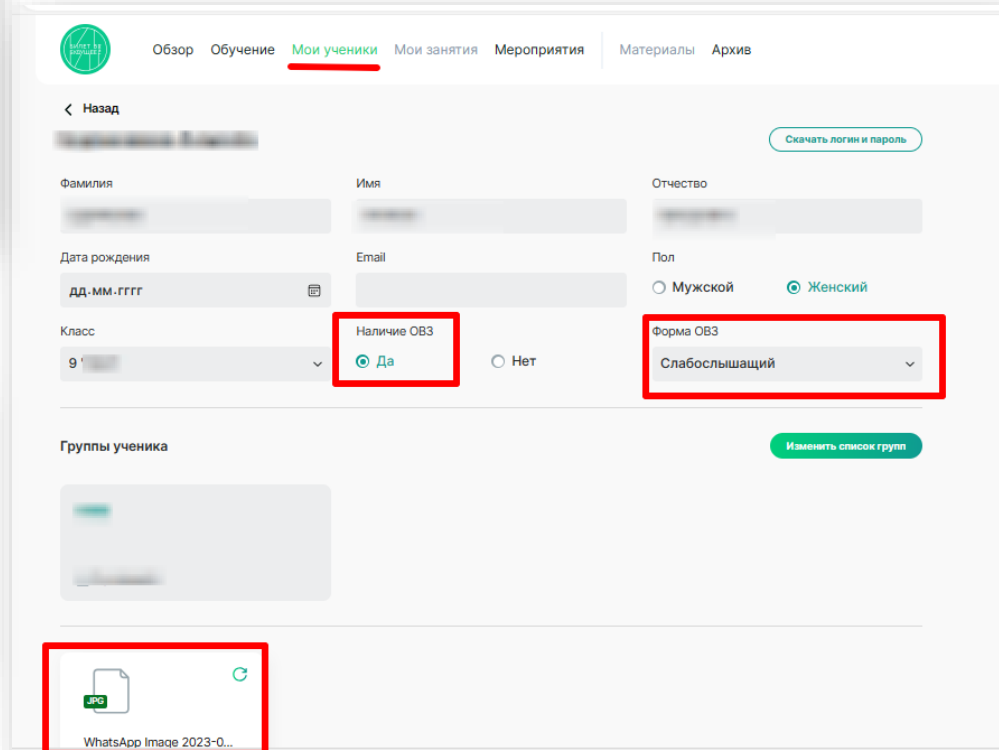 БИЛЕТ В БУДУЩЕЕ
Обзор Обучение Мои ученики Мои занятия Мероприятия Материалы Архив
Назад
Скачать логин и пароль
Фамилия Имя Отчество
Дата рождения Email Пол
дд.мм.гггг Мужской Женский
Класс Наличие ОВЗ Форма ОВЗ
9 Да Нет Слабослышащий
Группы ученика Изменить список групп
JPG
WhatsApp Image 2023-0...